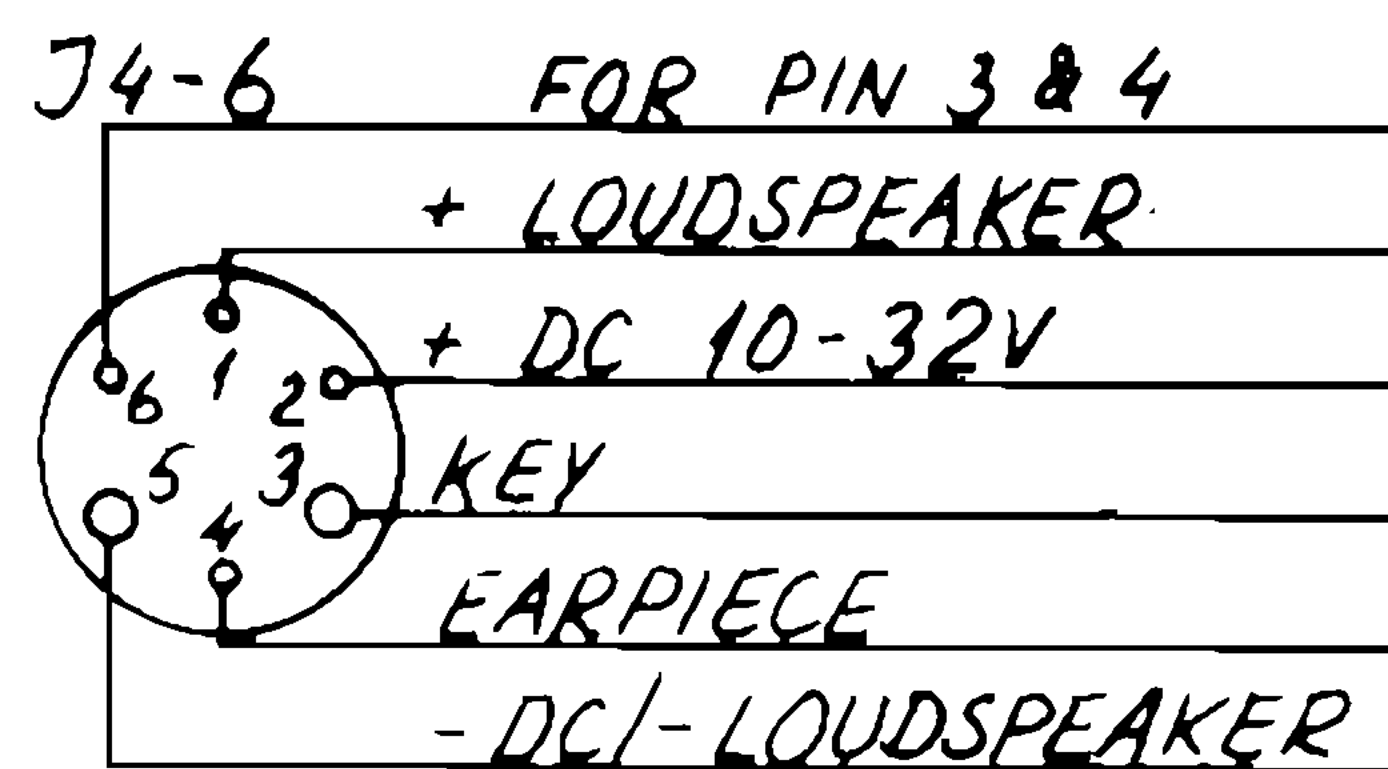 J4-6 FOR PIN 3 & 4
+ LOUDSPEAKER
+ DC 10-32V
1
6
2
KEY
5
3
4
EARPIECE
- DC/- LOUDSPEAKER